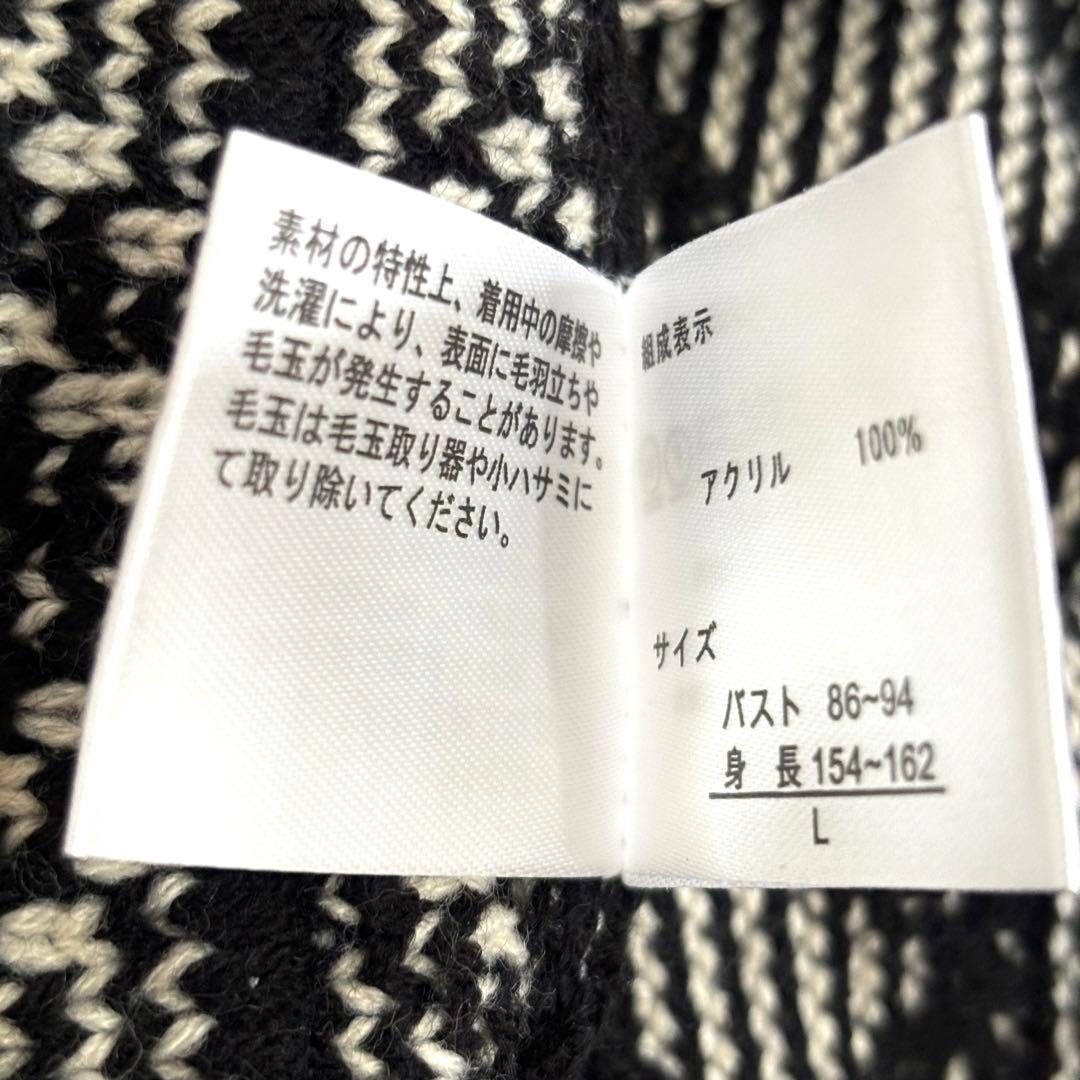 素材の特性上、着用中の摩擦や
洗濯により、表面に毛羽立ちや
毛玉が発生することがあります。
毛玉は毛玉取り器や小ハサミに
て取り除いてください。
組成表示
アクリル 100%
サイズ
バスト 86~94
身 長 154~162
L